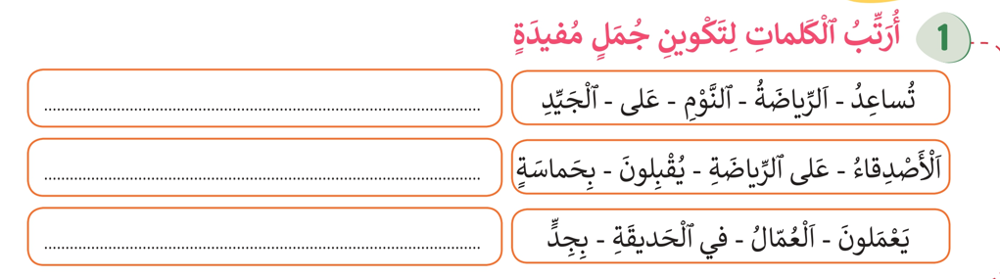 1 أُرَتِّبُ ٱلْكَلماتِ لِتَكْوينِ جُمَلٍ مُفيدَةٍ
تُساعِدُ - اَلرِّياضَةُ - ٱلنَّوْمِ - عَلى - ٱلْجَيِّدِ
اَلْأَصْدِقاءُ - عَلى ٱلرِّياضَةِ - يُقْبِلونَ - بِحَماسَةٍ
يَعْمَلونَ - اَلْعُمّالُ - في ٱلْحَديقَةِ - بِجِدٍّ